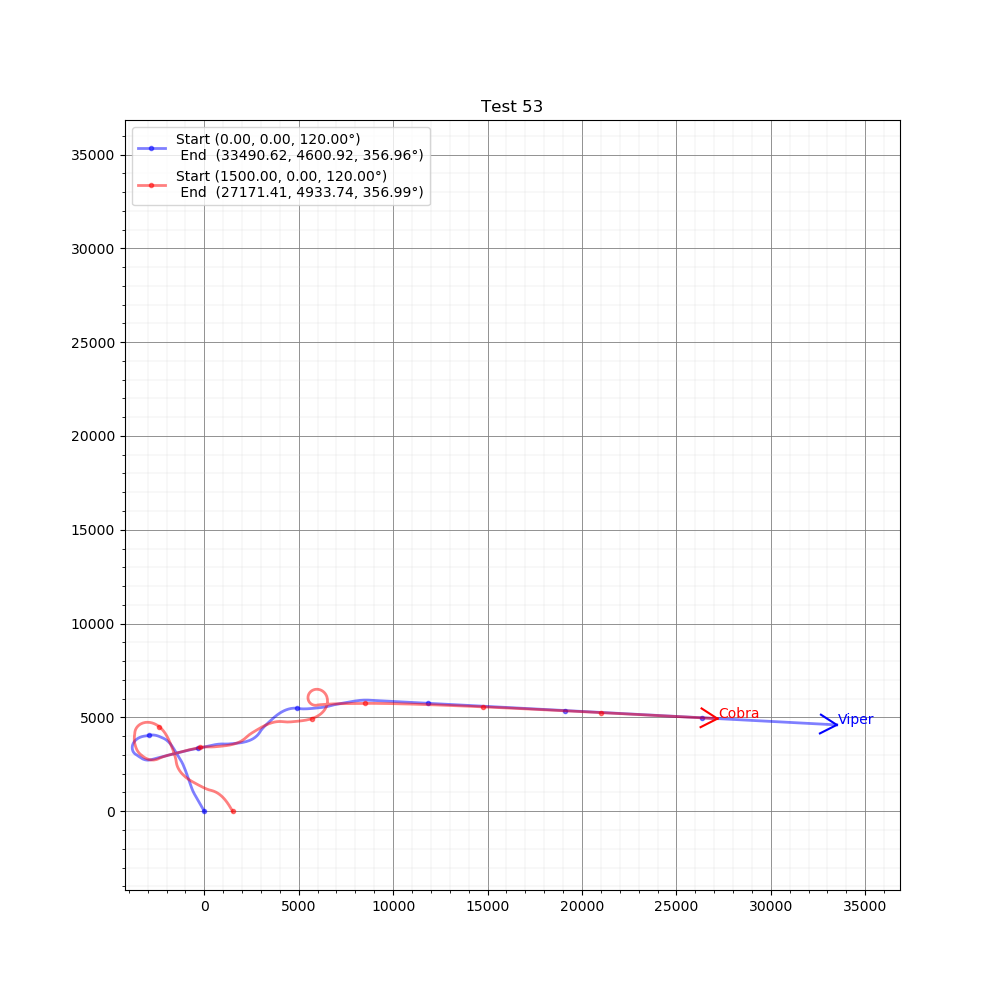 Test 53
Start (0.00, 0.00, 120.00°)
End  (33490.62, 4600.92, 356.96°)
Start (1500.00, 0.00, 120.00°)
End  (27171.41, 4933.74, 356.99°)
35000
30000
25000
20000
15000
10000
5000
0
Cobra
Viper
0
5000
10000
15000
20000
25000
30000
35000